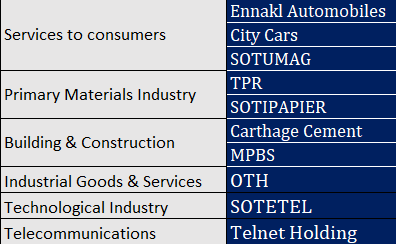 Services to consumers
Ennakl Automobiles
City Cars
SOTUMAG
Primary Materials Industry
TPR
SOTIPAPIER
Building & Construction
Carthage Cement
MPBS
Industrial Goods & Services
OTH
Technological Industry
SOTETEL
Telecommunications
Telnet Holding